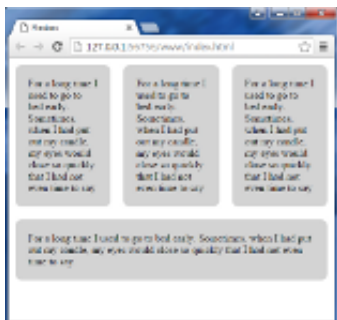 127.0.0.1:56756/www/index.html
For a long time I
used to go to
bed early.
Sometimes,
when I had put
out my candle,
my eyes would
close so quickly
that I had not
even time to say
For a long time I
used to go to
bed early.
Sometimes,
when I had put
out my candle,
my eyes would
close so quickly
that I had not
even time to say
For a long time I
used to go to
bed early.
Sometimes,
when I had put
out my candle,
my eyes would
close so quickly
that I had not
even time to say
For a long time I used to go to bed early. Sometimes, when I had put
out my candle, my eyes would close so quickly that I had not even
time to say